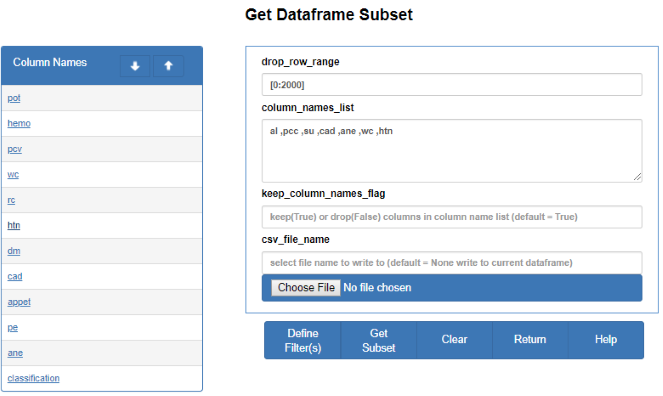 Get Dataframe Subset
Column Names
pot
hemo
pcv
wc
rc
htn
dm
cad
appet
pe
ane
classification
drop_row_range
[0:2000]
column_names_list
al ,pcc ,su ,cad ,ane ,wc ,htn
keep_column_names_flag
keep(True) or drop(False) columns in column name list (default = True)
csv_file_name
select file name to write to (default = None write to current dataframe)
Choose File No file chosen
Define
Filter(s)
Get
Subset
Clear
Return
Help